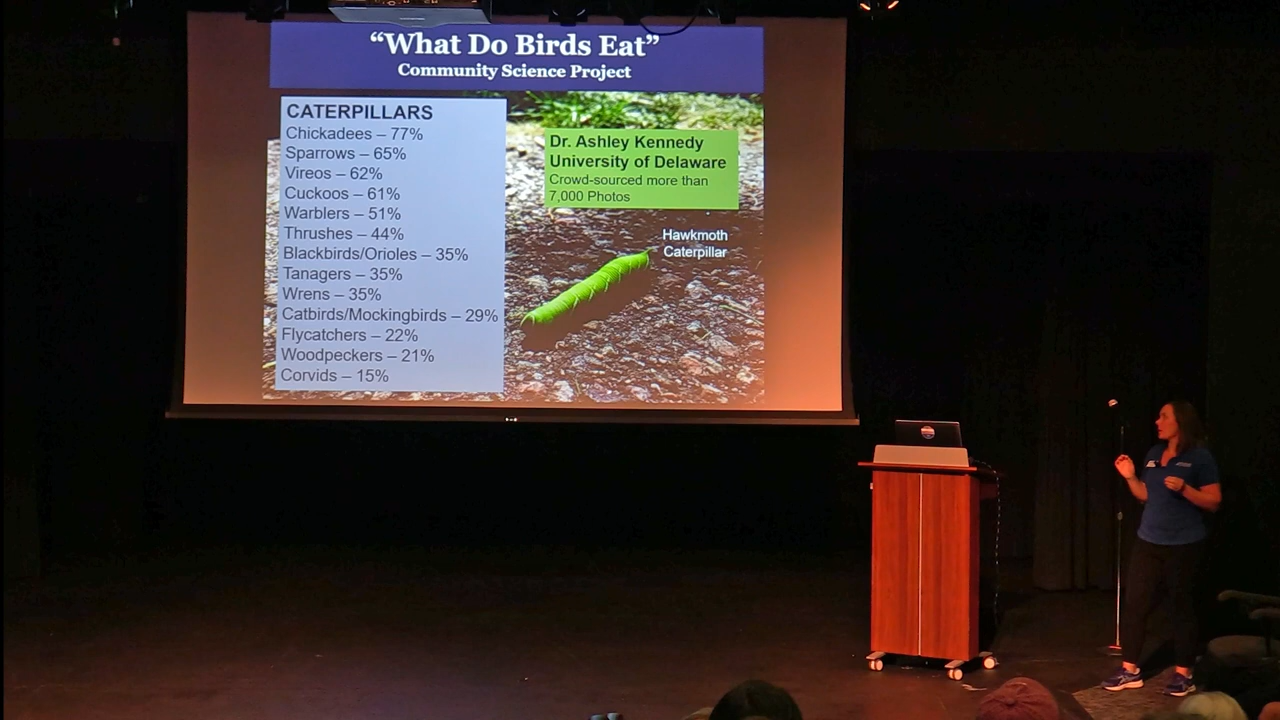 “What Do Birds Eat”
Community Science Project
CATERPILLARS
Chickadees – 77%
Sparrows – 65%
Vireos – 62%
Cuckoos – 61%
Warblers – 51%
Thrushes – 44%
Blackbirds/Orioles – 35%
Tanagers – 35%
Wrens – 35%
Catbirds/Mockingbirds – 29%
Flycatchers – 22%
Woodpeckers – 21%
Corvids – 15%
Dr. Ashley Kennedy
University of Delaware
Crowd-sourced more than
7,000 Photos
Hawkmoth
Caterpillar